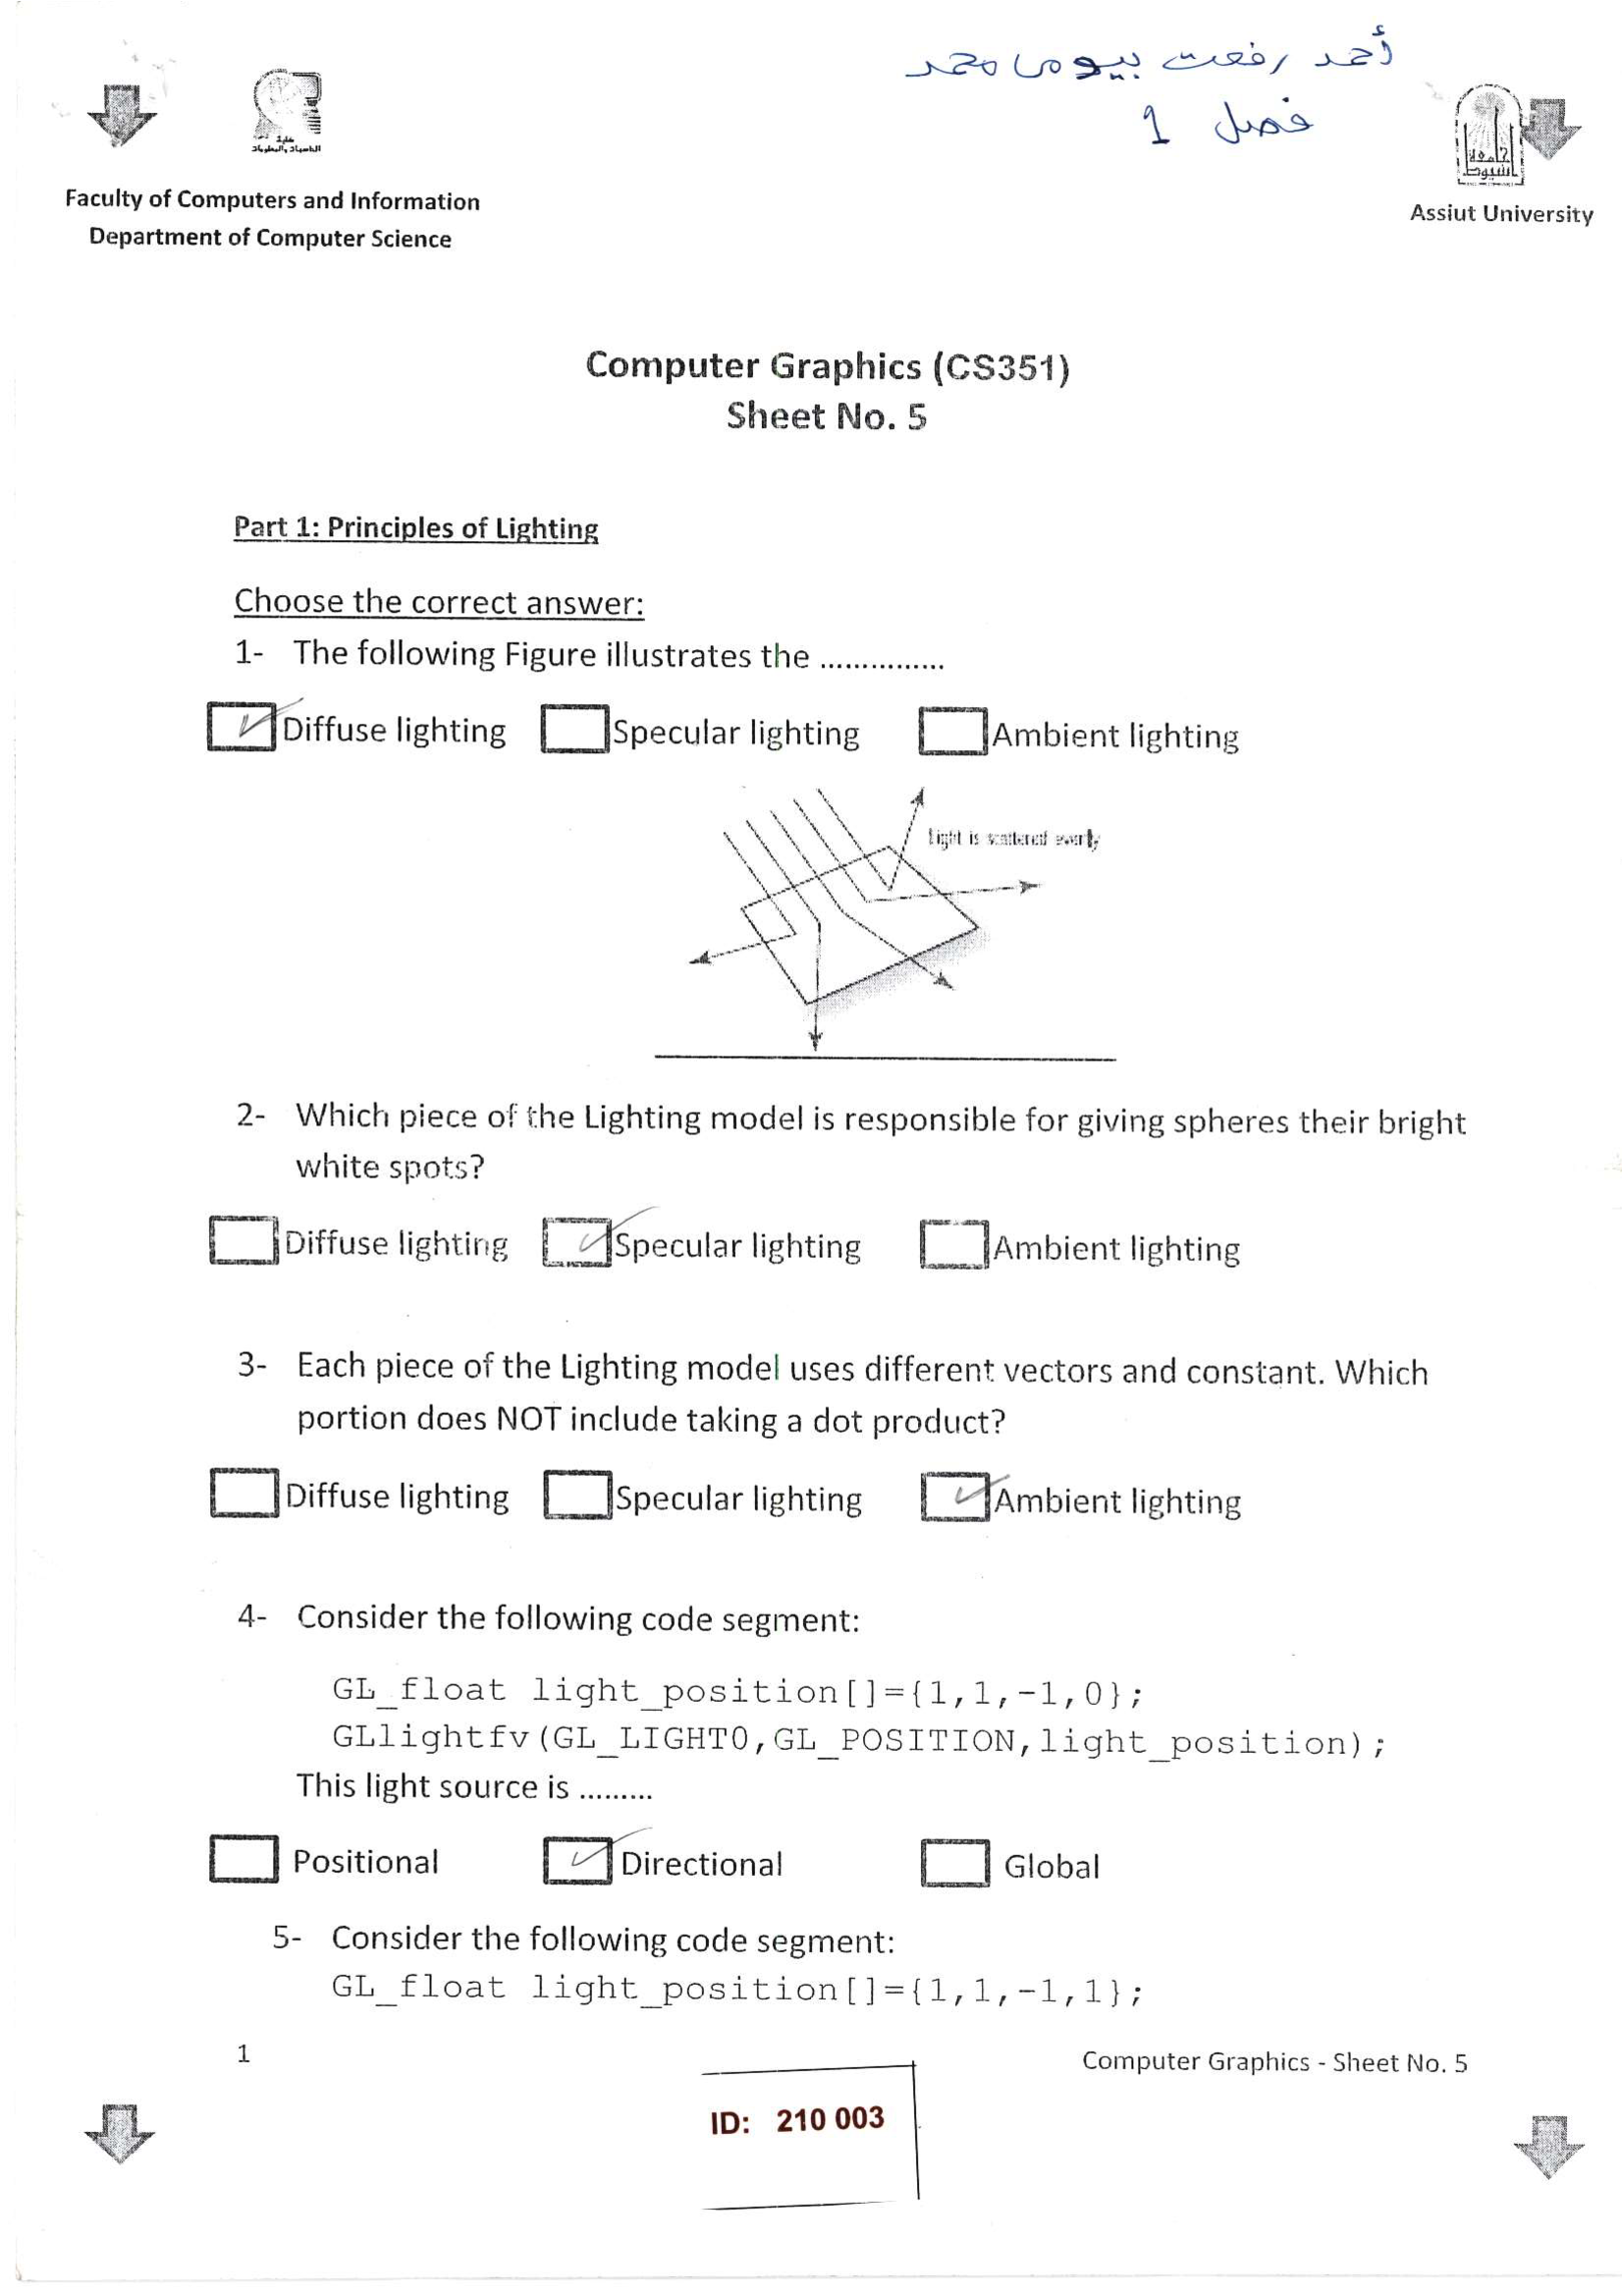 أحمد رفعت بيومى محمد
فصل 1
كلية
الحاسبات والمعلومات
جامعة
أسيوط
Faculty of Computers and Information
Department of Computer Science
Assiut University
Computer Graphics (CS351)
Sheet No. 5
Part 1: Principles of Lighting
Choose the correct answer:
1- The following Figure illustrates the ...............
Diffuse lighting Specular lighting Ambient lighting
Light is scattered evenly
2- Which piece of the Lighting model is responsible for giving spheres their bright
white spots?
Diffuse lighting Specular lighting Ambient lighting
3- Each piece of the Lighting model uses different vectors and constant. Which
portion does NOT include taking a dot product?
Diffuse lighting Specular lighting Ambient lighting
4- Consider the following code segment:
GL_float light_position[]={1,1,-1,0};
GLlightfv(GL_LIGHT0,GL_POSITION,light_position);
This light source is .........
Positional Directional Global
5- Consider the following code segment:
GL_float light_position[]={1,1,-1,1};
1
Computer Graphics - Sheet No. 5
ID: 210 003